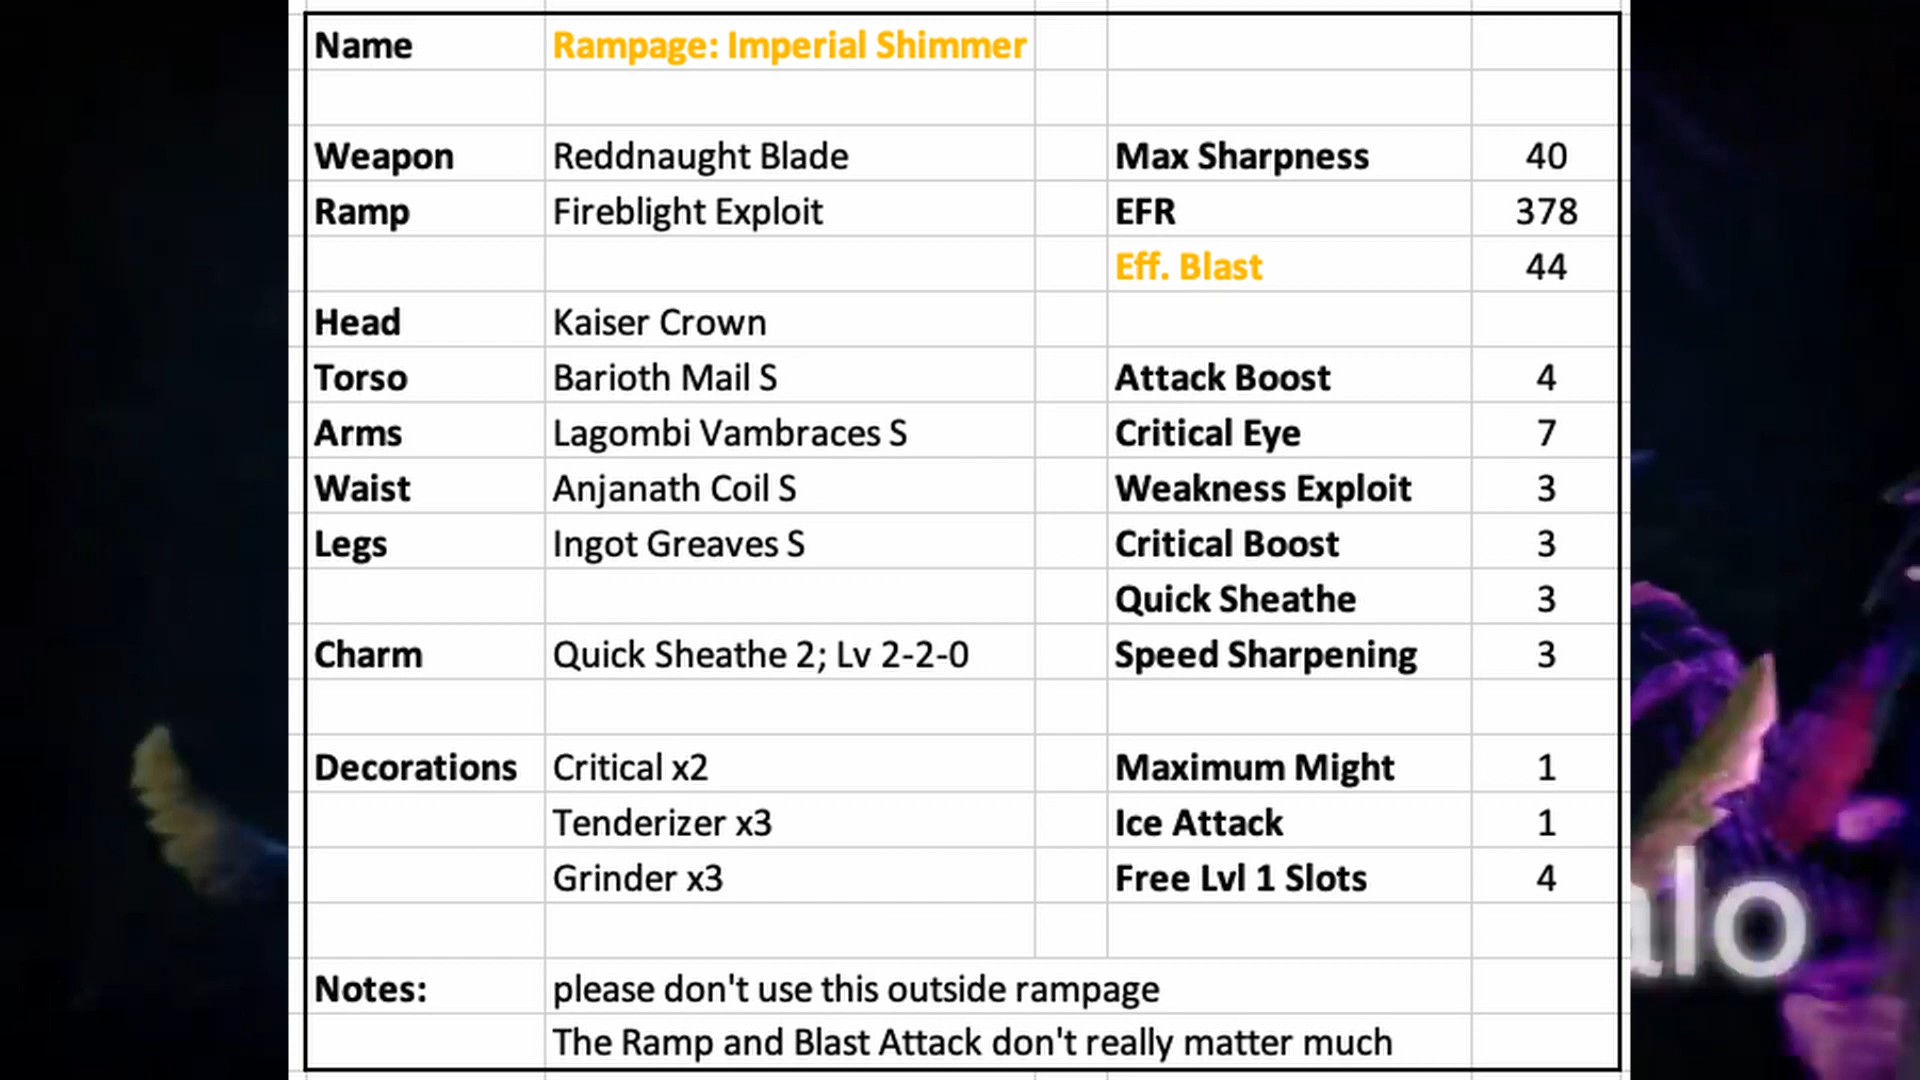 Name Rampage: Imperial Shimmer
Weapon Reddnaught Blade Max Sharpness 40
Ramp Fireblight Exploit EFR 378
Eff. Blast 44
Head Kaiser Crown
Torso Barioth Mail S Attack Boost 4
Arms Lagombi Vambraces S Critical Eye 7
Waist Anjanath Coil S Weakness Exploit 3
Legs Ingot Greaves S Critical Boost 3
Quick Sheathe 3
Charm Quick Sheathe 2; Lv 2-2-0 Speed Sharpening 3
Decorations Critical x2 Maximum Might 1
Tenderizer x3 Ice Attack 1
Grinder x3 Free Lvl 1 Slots 4
alo
Notes: please don't use this outside rampage
The Ramp and Blast Attack don't really matter much